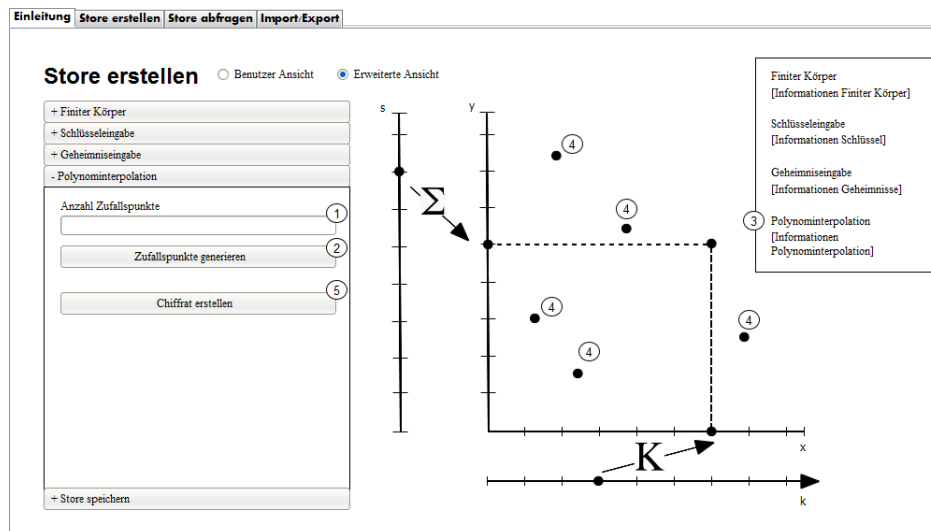 Einleitung Store erstellen Store abfragen Import/Export
Store erstellen
Benutzer Ansicht Erweiterte Ansicht
+ Finiter Körper
+ Schlüsseleingabe
+ Geheimniseingabe
- Polynominterpolation
Anzahl Zufallspunkte
1
Zufallspunkte generieren
2
Chiffrat erstellen
5
+ Store speichern
s
y
Σ
4
4
4
4
4
x
K
k
Finiter Körper
[Informationen Finiter Körper]
Schlüsseleingabe
[Informationen Schlüssel]
Geheimniseingabe
[Informationen Geheimnisse]
3 Polynominterpolation
[Informationen
Polynominterpolation]